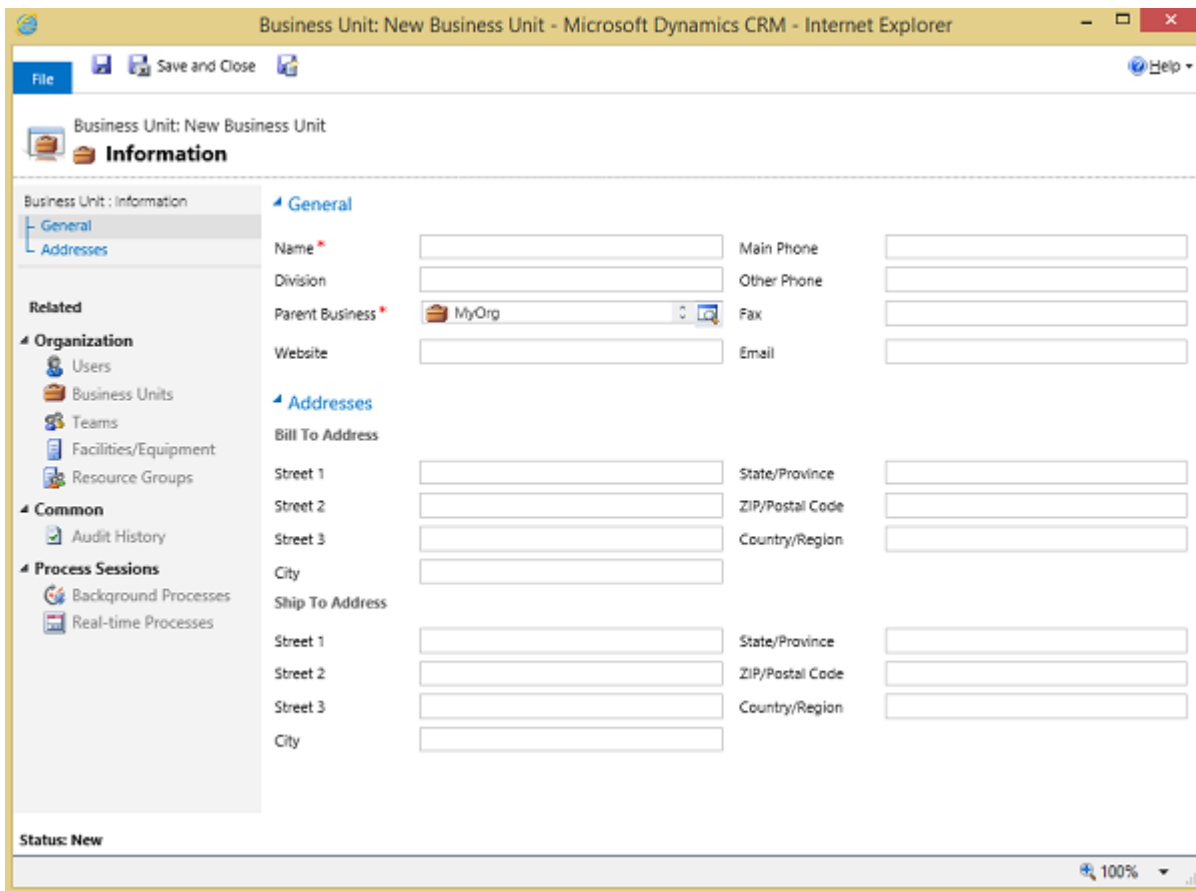 Business Unit: New Business Unit - Microsoft Dynamics CRM - Internet Explorer
File
Save and Close
Help
Business Unit: New Business Unit
Information
Business Unit : Information
General
Addresses
Related
Organization
Users
Business Units
Teams
Facilities/Equipment
Resource Groups
Common
Audit History
Process Sessions
Background Processes
Real-time Processes
General
Name* Main Phone
Division Other Phone
Parent Business* MyOrg Fax
Website Email
Addresses
Bill To Address
Street 1 State/Province
Street 2 ZIP/Postal Code
Street 3 Country/Region
City
Ship To Address
Street 1 State/Province
Street 2 ZIP/Postal Code
Street 3 Country/Region
City
Status: New
100%